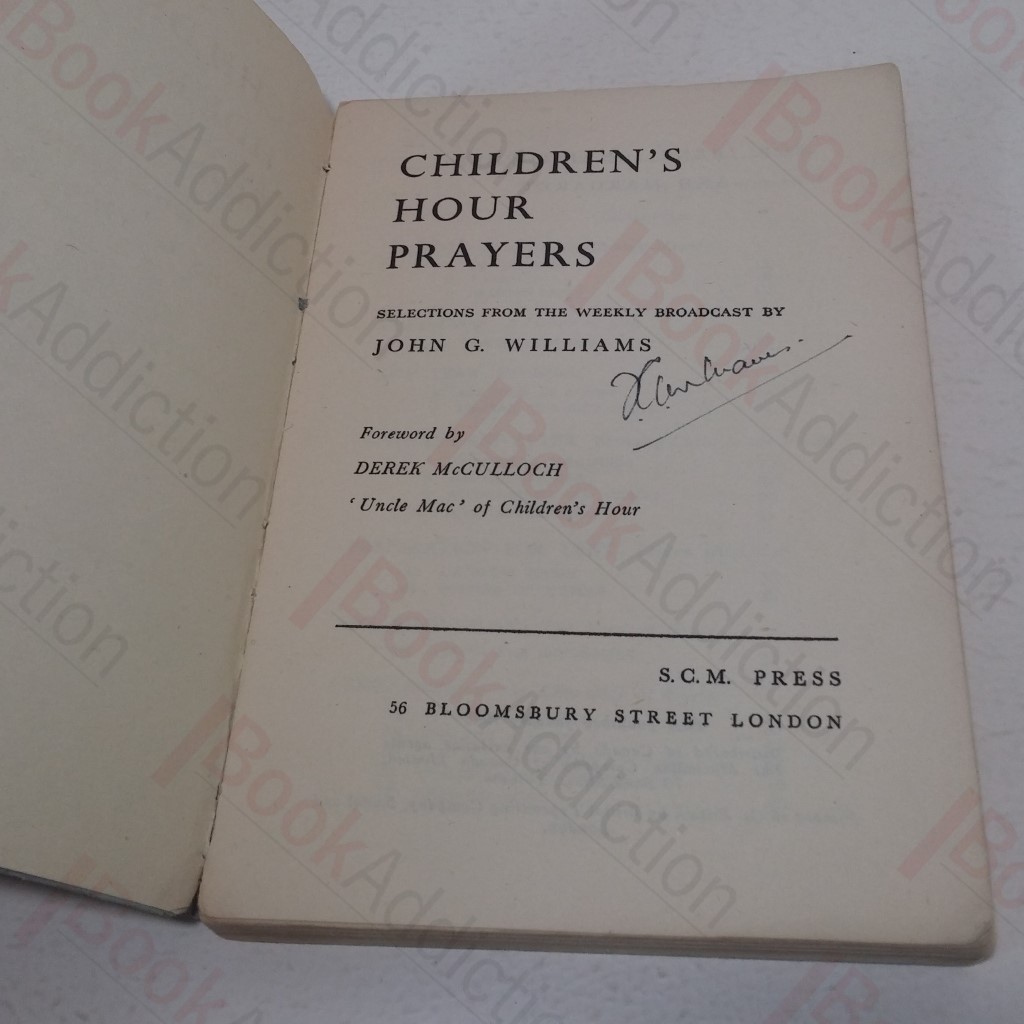 CHILDREN'S
HOUR
PRAYERS
SELECTIONS FROM THE WEEKLY BROADCAST BY
JOHN G. WILLIAMS
Foreword by
DEREK McCULLOCH
‘Uncle Mac’ of Children's Hour
S.C.M. PRESS
56 BLOOMSBURY STREET LONDON
BookAddiction